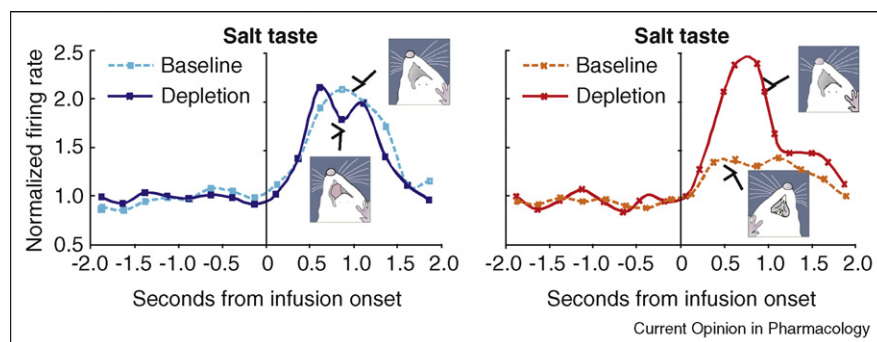 Salt taste
Baseline
Depletion
Normalized firing rate
2.5
2.0
1.5
1.0
0.5
-2.0 -1.5 -1.0 -0.5 0 0.5 1.0 1.5 2.0
Seconds from infusion onset
Salt taste
Baseline
Depletion
-2.0 -1.5 -1.0 -0.5 0 0.5 1.0 1.5 2.0
Seconds from infusion onset
Current Opinion in Pharmacology